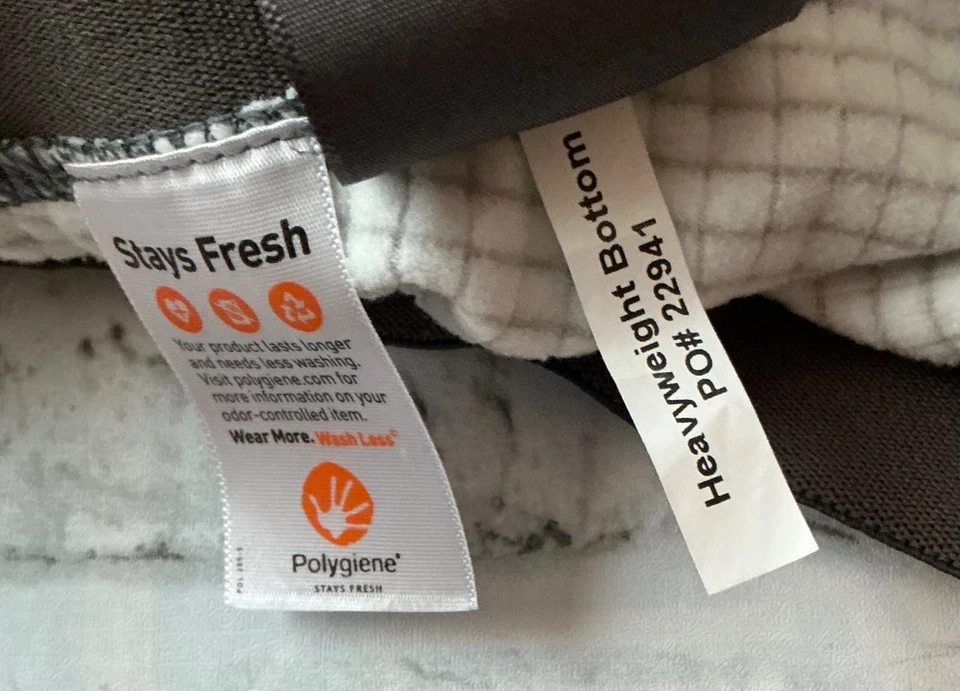 Stays Fresh
Your product lasts longer
and needs less washing.
Visit polygiene.com for
more information on your
odor-controlled item.
Wear More. Wash Less®
Polygiene®
STAYS FRESH
Heavyweight Bottom
PO# 22941